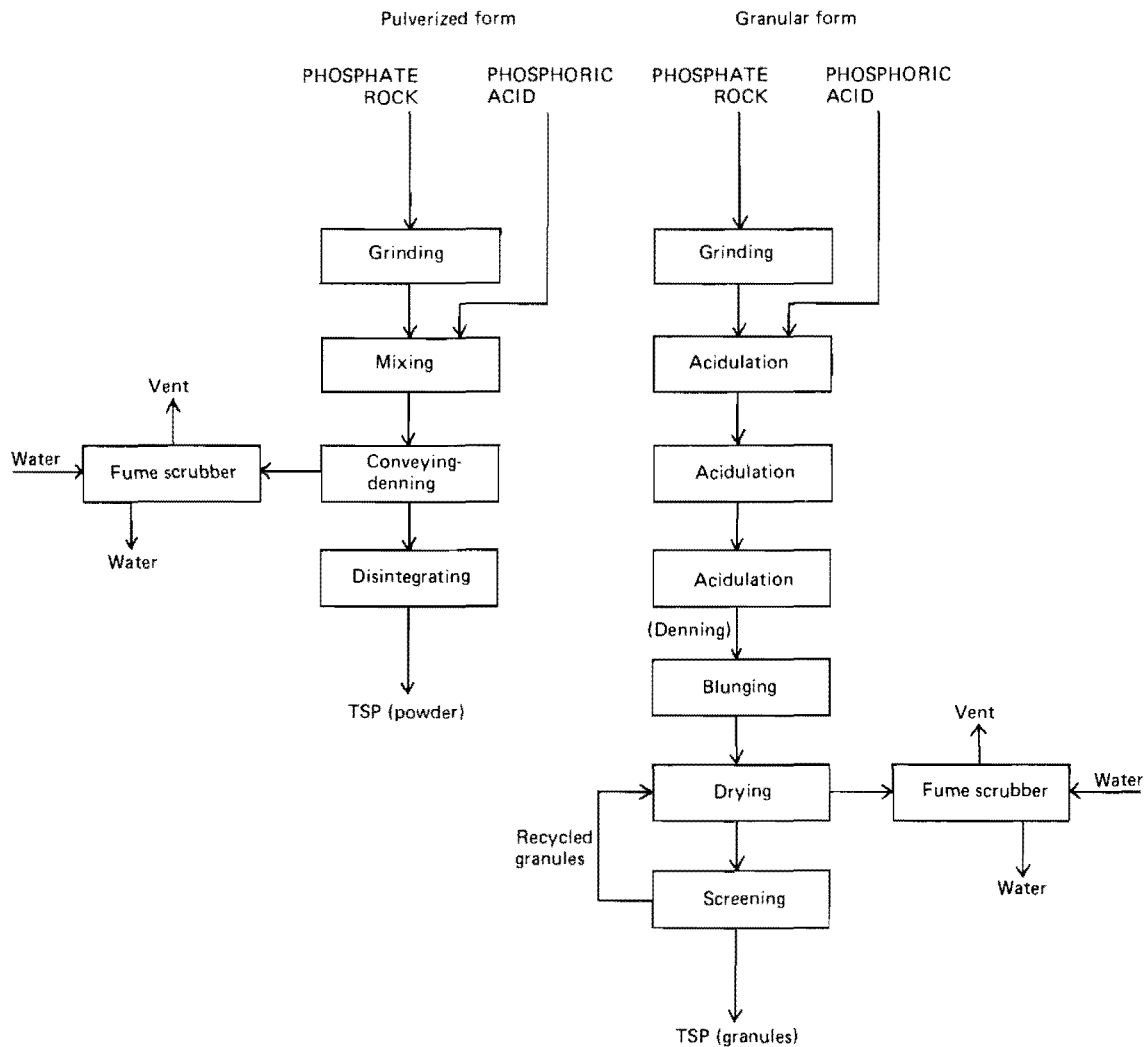 Pulverized form
Granular form
PHOSPHATE
ROCK
PHOSPHORIC
ACID
PHOSPHATE
ROCK
PHOSPHORIC
ACID
Grinding
Grinding
Mixing
Acidulation
Vent
Water
Fume scrubber
Conveying-
denning
Acidulation
Water
Disintegrating
Acidulation
(Denning)
Blunging
TSP (powder)
Vent
Drying
Fume scrubber
Water
Recycled
granules
Screening
Water
TSP (granules)